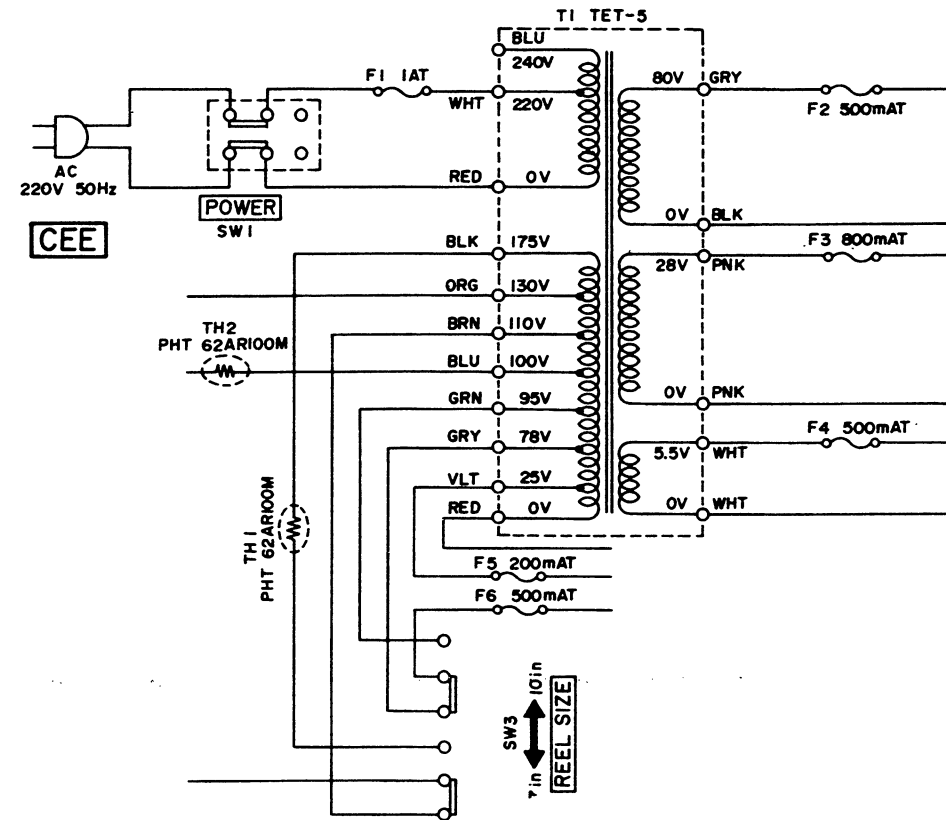 T1 TET-5
BLU
240V
F1 1AT
WHT 220V
80V GRY
F2 500mAT
AC
220V 50Hz
RED 0V
POWER
SW1
CEE
0V BLK
BLK 175V
F3 800mAT
28V PNK
ORG 130V
BRN 110V
TH2
PHT 62AR100M
BLU 100V
GRN 95V
0V PNK
GRY 78V
F4 500mAT
5.5V WHT
VLT 25V
RED 0V
0V WHT
TH1
PHT 62AR100M
F5 200mAT
F6 500mAT
SW3
7in 10in
REEL SIZE